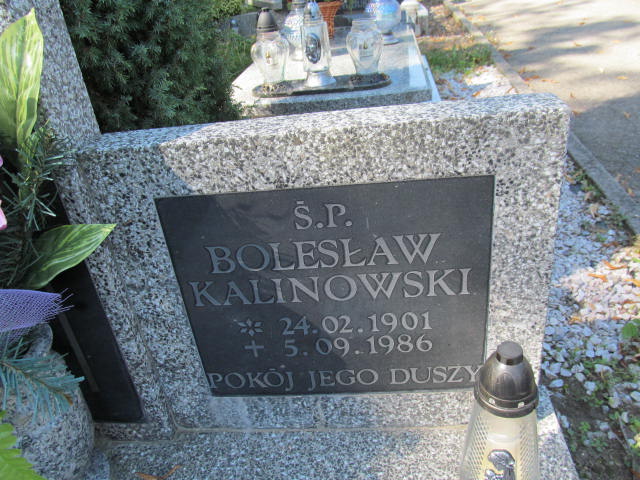 Ś.P.
BOLESŁAW
KALINOWSKI
* 24.02.1901
+ 5.09.1986
POKÓJ JEGO DUSZY